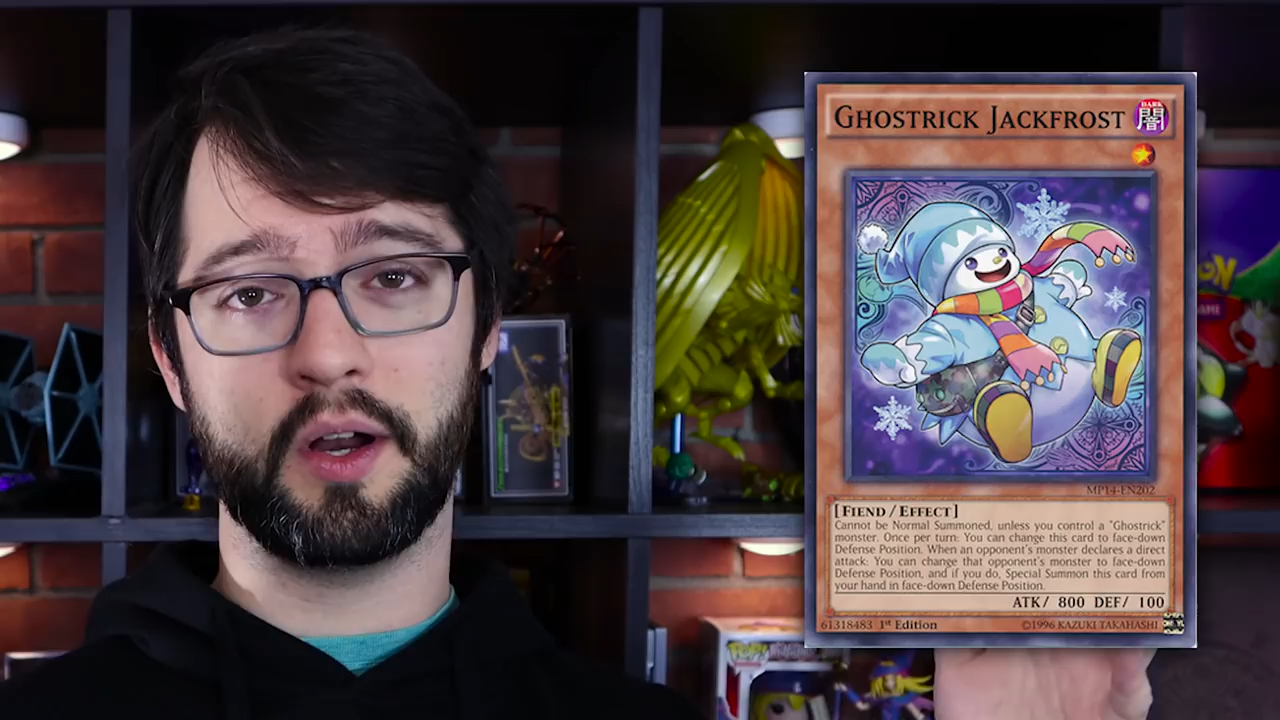 GHOSTRICK JACKFROST
DARK
闇
MP14-EN202
[FIEND/EFFECT]
Cannot be Normal Summoned, unless you control a "Ghostrick"
monster. Once per turn: You can change this card to face-down
Defense Position. When an opponent's monster declares a direct
attack: You can change that opponent's monster to face-down
Defense Position, and if you do, Special Summon this card from
your hand in face-down Defense Position.
ATK/ 800 DEF/ 100
61318483 1st Edition ©1996 KAZUKI TAKAHASHI
POP!